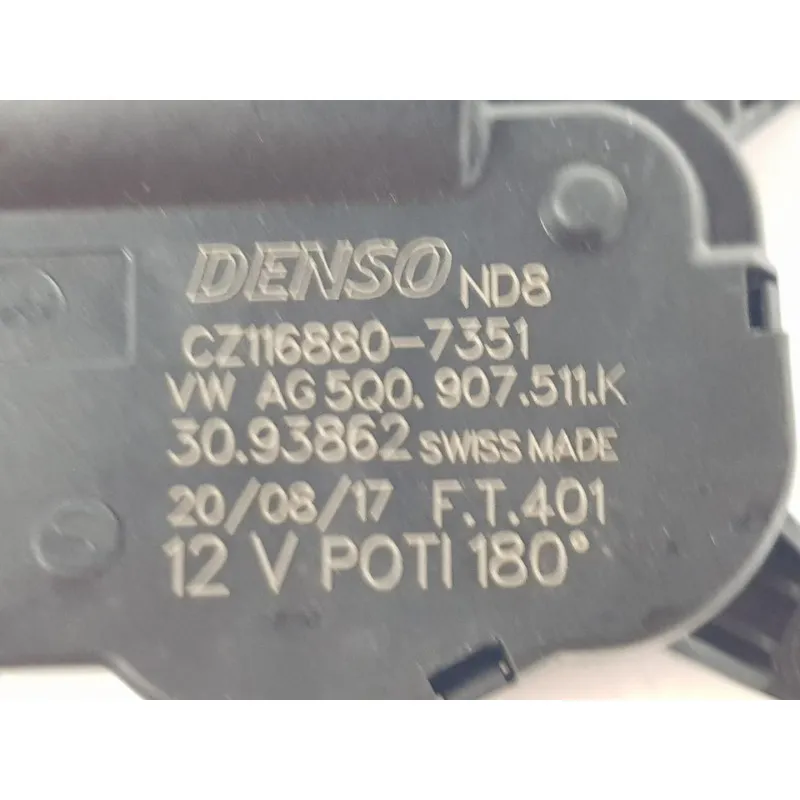 DENSO ND8
CZ116880-7351
VW AG 5Q0.907.511.K
30.93862 SWISS MADE
20/08/17 F.T.401
12 V POTI 180°